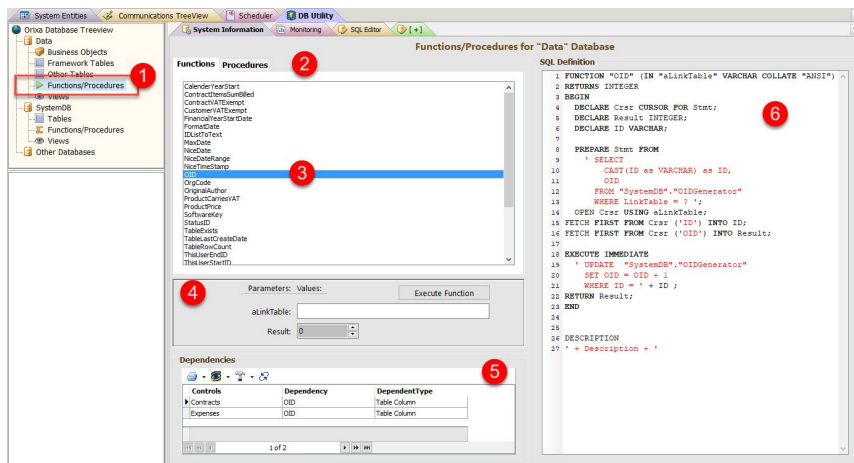 System Entities
Communications TreeView
Scheduler
DB Utility
Orixa Database Treeview
Data
Business Objects
Framework Tables
Other Tables
Functions/Procedures
Views
SystemDB
Tables
Functions/Procedures
Views
Other Databases
1
System Information
Monitoring
SQL Editor
[ + ]
Functions/Procedures for "Data" Database
Functions
Procedures
2
CalenderYearStart
ContractItemsSumBilled
ContractVATExempt
CustomerVATExempt
FinancialYearStartDate
FormatDate
IDListToText
MaxDate
NiceDate
NiceDateRange
NiceTimeStamp
OID
OrgCode
OriginalAuthor
ProductCarriesVAT
ProductPrice
SoftwareKey
StatusID
TableExists
TableLastCreateDate
TableRowCount
ThisUserEndID
ThisUserStartID
3
4
Parameters: Values:
Execute Function
aLinkTable:
Result: 0
Dependencies
5
Controls Dependency DependentType
Contracts OID Table Column
Expenses OID Table Column
1 of 2
SQL Definition
6
1 FUNCTION "OID" (IN "aLinkTable" VARCHAR COLLATE "ANSI")
2 RETURNS INTEGER
3 BEGIN
4 DECLARE Crsr CURSOR FOR Stmt;
5 DECLARE Result INTEGER;
6 DECLARE ID VARCHAR;
7
8 PREPARE Stmt FROM
9 ' SELECT
10 CAST(ID as VARCHAR) as ID,
11 OID
12 FROM "SystemDB"."OIDGenerator"
13 WHERE LinkTable = ? ';
14 OPEN Crsr USING aLinkTable;
15 FETCH FIRST FROM Crsr ('ID') INTO ID;
16 FETCH FIRST FROM Crsr ('OID') INTO Result;
17
18 EXECUTE IMMEDIATE
19 ' UPDATE "SystemDB"."OIDGenerator"
20 SET OID = OID + 1
21 WHERE ID = ' + ID ;
22 RETURN Result;
23 END
24
25
26 DESCRIPTION
27 ' + Description + '